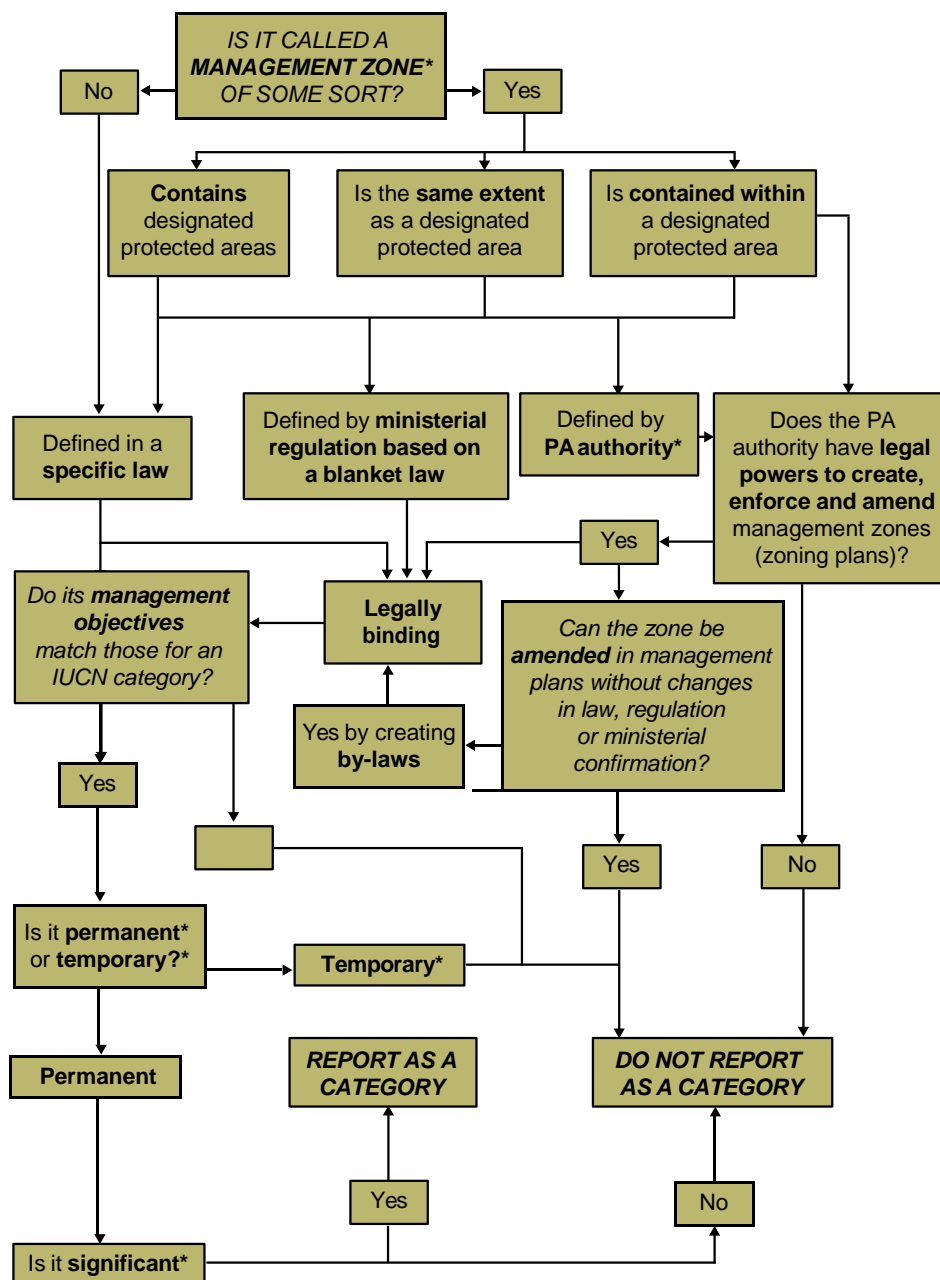 IS IT CALLED A
MANAGEMENT ZONE*
OF SOME SORT?
No
Yes
Contains
designated
protected areas
Is the same extent
as a designated
protected area
Is contained within
a designated
protected area
Defined in a
specific law
Defined by ministerial
regulation based on
a blanket law
Defined by
PA authority*
Does the PA
authority have legal
powers to create,
enforce and amend
management zones
(zoning plans)?
Yes
Do its management
objectives
match those for an
IUCN category?
Legally
binding
Can the zone be
amended in management
plans without changes
in law, regulation
or ministerial
confirmation?
Yes by creating
by-laws
Yes
Yes
No
Is it permanent*
or temporary?*
Temporary*
Permanent
REPORT AS A
CATEGORY
DO NOT REPORT
AS A CATEGORY
Yes
No
Is it significant*